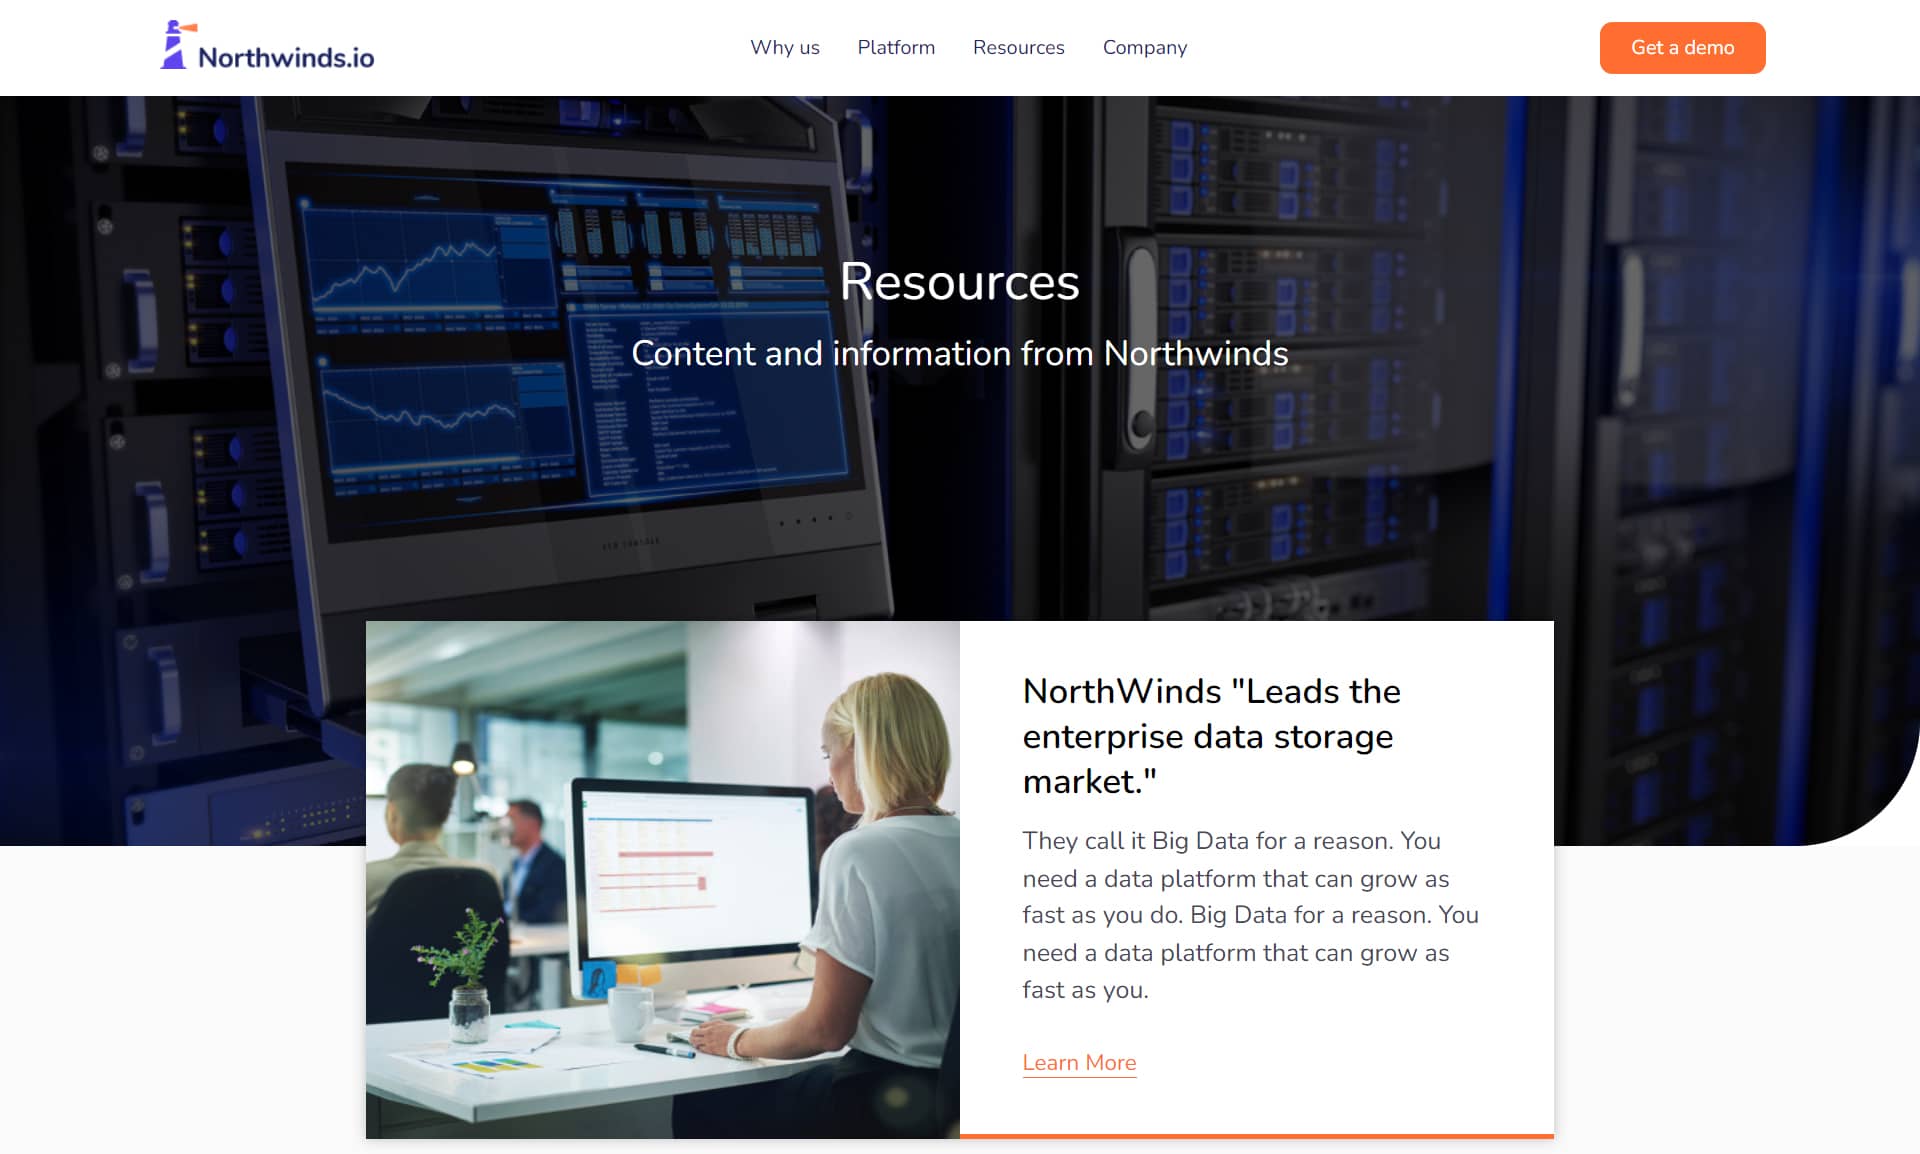 Northwinds.io
Why us
Platform
Resources
Company
Get a demo
Resources
Content and information from Northwinds
NorthWinds "Leads the
enterprise data storage
market."
They call it Big Data for a reason. You
need a data platform that can grow as
fast as you do. Big Data for a reason. You
need a data platform that can grow as
fast as you.
Learn More